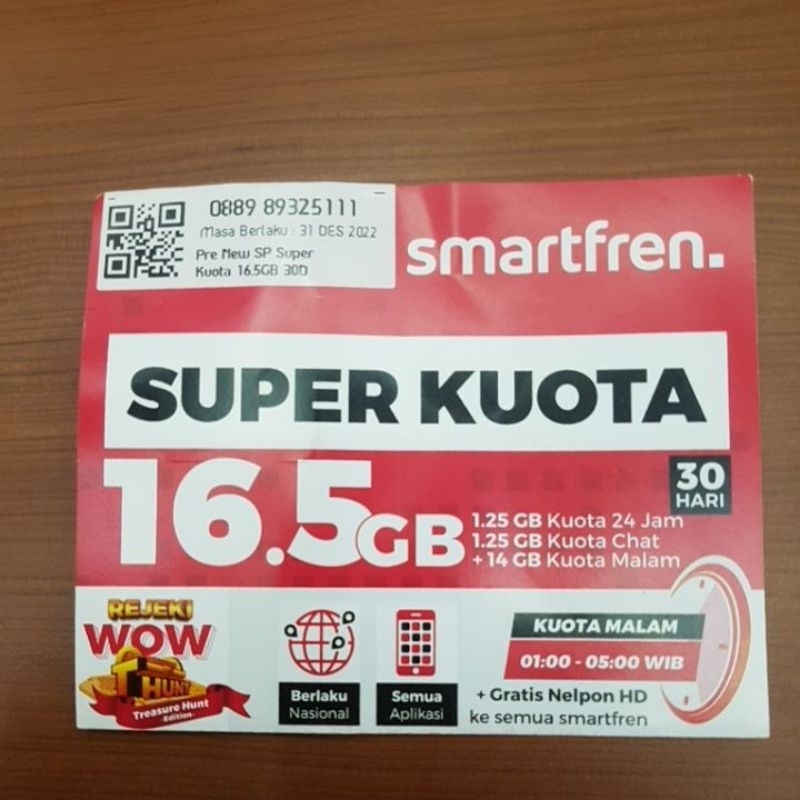 0889 89325111
Masa Berlaku : 31 DES 2022
Pre New SP Super
Kuota 16.5GB 30D
smartfren.
SUPER KUOTA
16.5GB
30
HARI
1.25 GB Kuota 24 Jam
1.25 GB Kuota Chat
+ 14 GB Kuota Malam
REJEKI
WOW
T HUNT
Treasure Hunt
-Edition-
Berlaku
Nasional
Semua
Aplikasi
KUOTA MALAM
01:00 - 05:00 WIB
+ Gratis Nelpon HD
ke semua smartfren